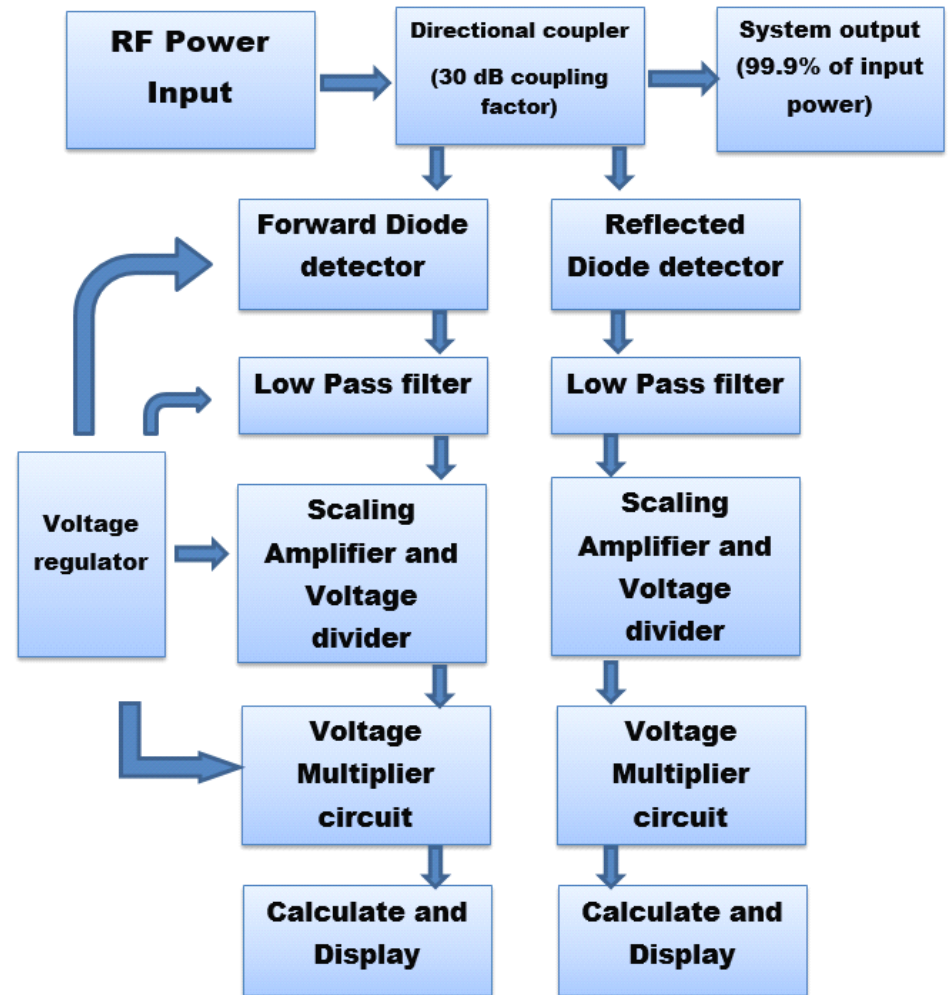 RF Power
Input
Directional coupler
(30 dB coupling
factor)
System output
(99.9% of input
power)
Forward Diode
detector
Reflected
Diode detector
Low Pass filter
Low Pass filter
Voltage
regulator
Scaling
Amplifier and
Voltage
divider
Scaling
Amplifier and
Voltage
divider
Voltage
Multiplier
circuit
Voltage
Multiplier
circuit
Calculate and
Display
Calculate and
Display